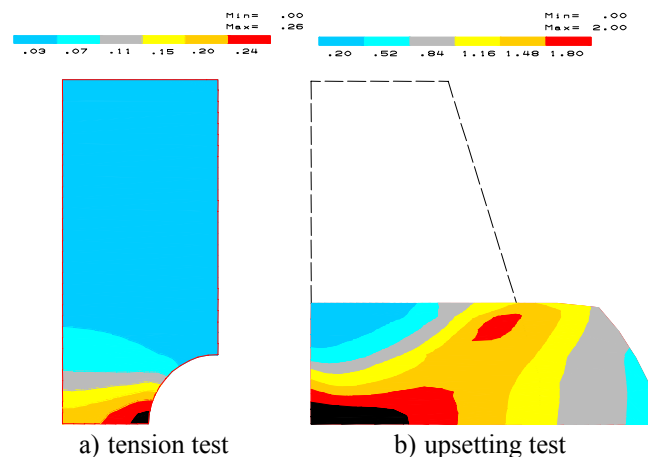 Min= .00
Max= .26
.03 .07 .11 .15 .20 .24
Min= .00
Max= 2.00
.20 .52 .84 1.16 1.48 1.80
a) tension test
b) upsetting test